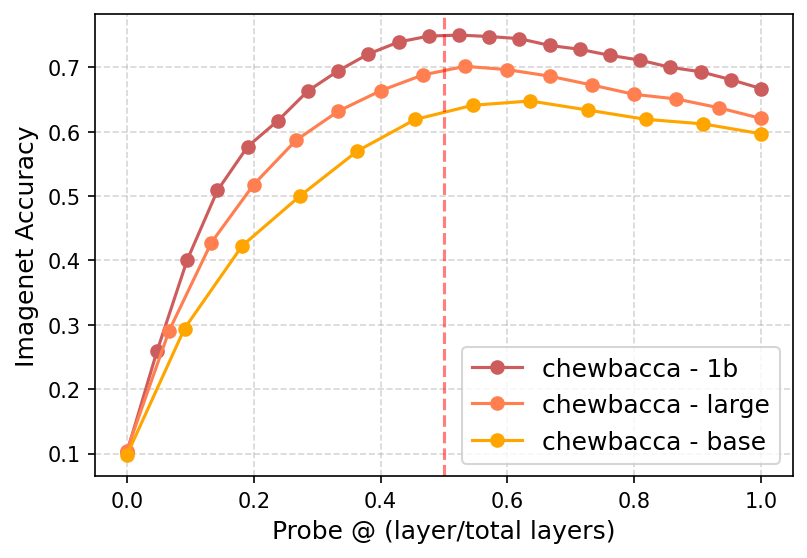 Imagenet Accuracy
0.7
0.6
0.5
0.4
0.3
0.2
0.1
chewbacca - 1b
chewbacca - large
chewbacca - base
0.0 0.2 0.4 0.6 0.8 1.0
Probe @ (layer/total layers)